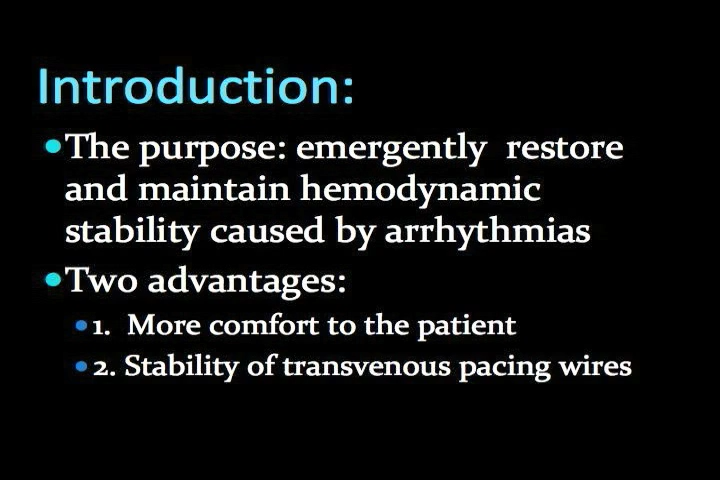 Introduction:
•The purpose: emergently  restore
and maintain hemodynamic
stability caused by arrhythmias
•Two advantages:
•1.  More comfort to the patient
•2. Stability of transvenous pacing wires